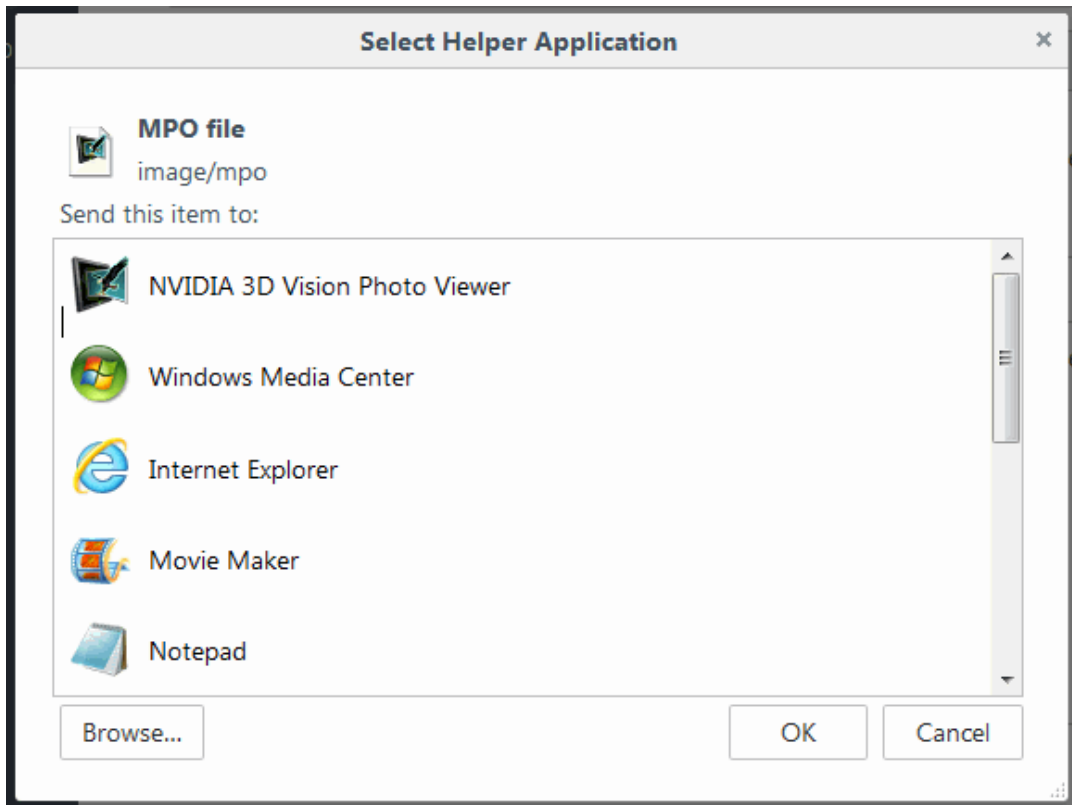 Select Helper Application
MPO file
image/mpo
Send this item to:
NVIDIA 3D Vision Photo Viewer
Windows Media Center
Internet Explorer
Movie Maker
Notepad
Browse...
OK
Cancel